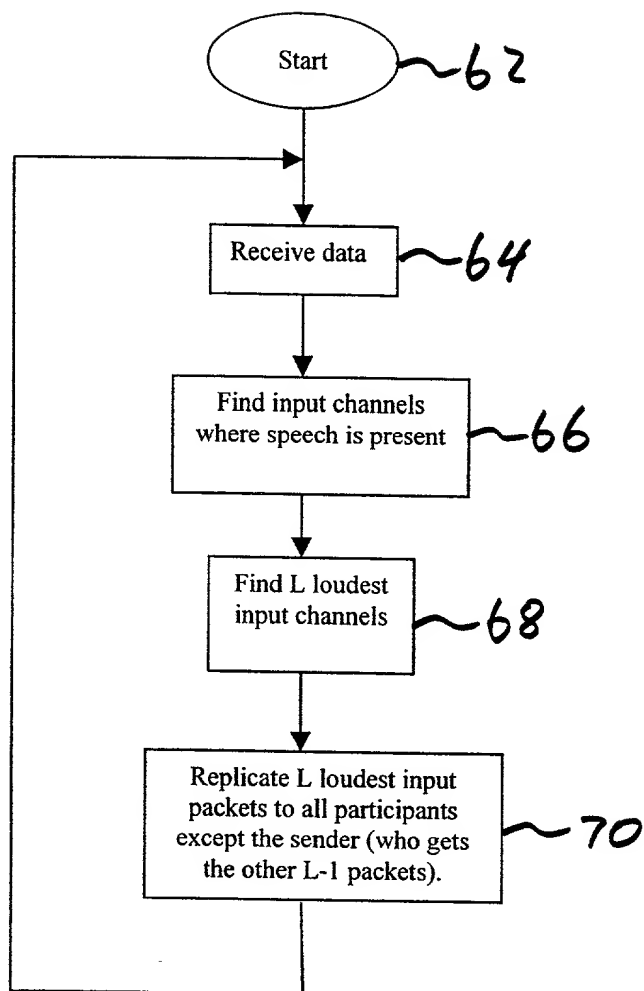 Start
62
Receive data
64
Find input channels
where speech is present
66
Find L loudest
input channels
68
Replicate L loudest input
packets to all participants
except the sender (who gets
the other L-1 packets).
70